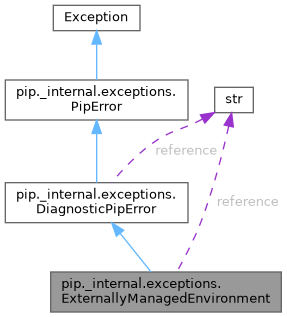 Exception
pip._internal.exceptions.
PipError
str
reference
pip._internal.exceptions.
DiagnosticPipError
reference
pip._internal.exceptions.
ExternallyManagedEnvironment